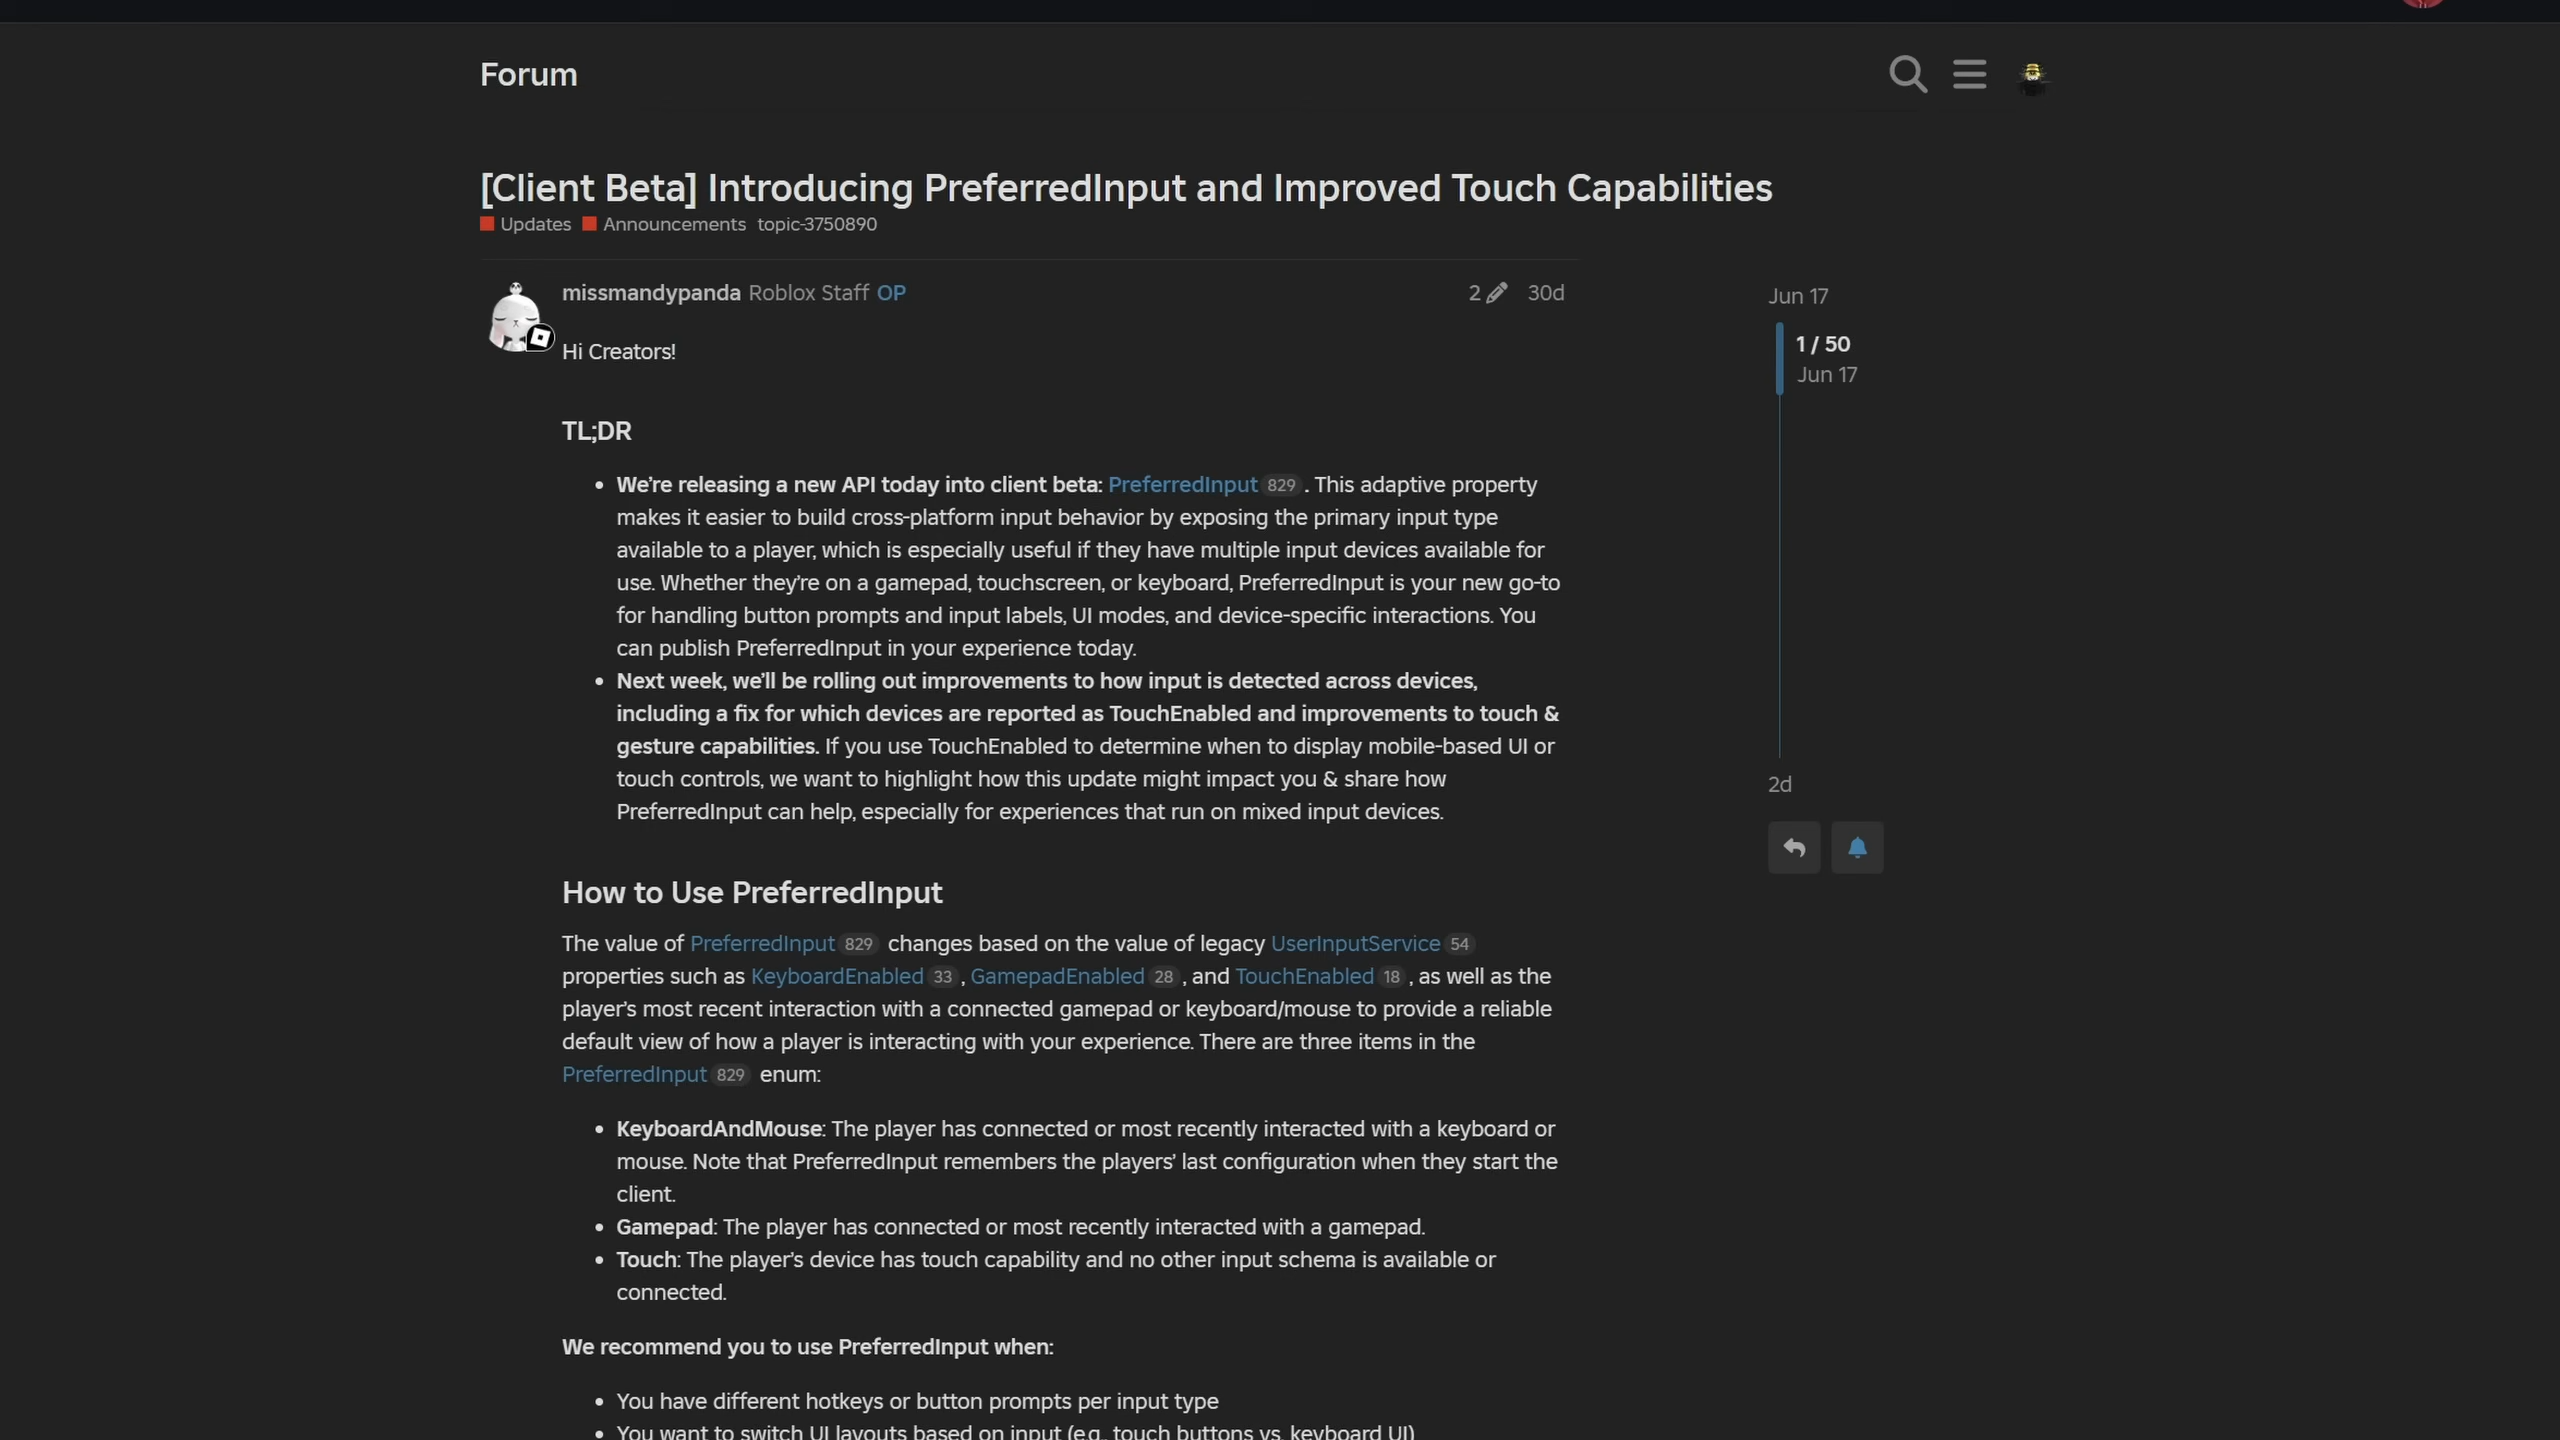 Forum
[Client Beta] Introducing PreferredInput and Improved Touch Capabilities
Updates Announcements topic-3750890
missmandypanda Roblox Staff OP 2 30d
Hi Creators!
Jun 17
1 / 50
Jun 17
TL;DR
We're releasing a new API today into client beta: PreferredInput 829 . This adaptive property
makes it easier to build cross-platform input behavior by exposing the primary input type
available to a player, which is especially useful if they have multiple input devices available for
use. Whether they're on a gamepad, touchscreen, or keyboard, PreferredInput is your new go-to
for handling button prompts and input labels, UI modes, and device-specific interactions. You
can publish PreferredInput in your experience today.
Next week, we'll be rolling out improvements to how input is detected across devices,
including a fix for which devices are reported as TouchEnabled and improvements to touch &
gesture capabilities. If you use TouchEnabled to determine when to display mobile-based UI or
touch controls, we want to highlight how this update might impact you & share how
PreferredInput can help, especially for experiences that run on mixed input devices.
2d
How to Use PreferredInput
The value of PreferredInput 829 changes based on the value of legacy UserInputService 54
properties such as KeyboardEnabled 33 , GamepadEnabled 28 , and TouchEnabled 18 , as well as the
player's most recent interaction with a connected gamepad or keyboard/mouse to provide a reliable
default view of how a player is interacting with your experience. There are three items in the
PreferredInput 829 enum:
KeyboardAndMouse: The player has connected or most recently interacted with a keyboard or
mouse. Note that PreferredInput remembers the players' last configuration when they start the
client.
Gamepad: The player has connected or most recently interacted with a gamepad.
Touch: The player's device has touch capability and no other input schema is available or
connected.
We recommend you to use PreferredInput when:
You have different hotkeys or button prompts per input type
You want to switch UI layouts based on input (e.g., touch buttons vs. keyboard UI)